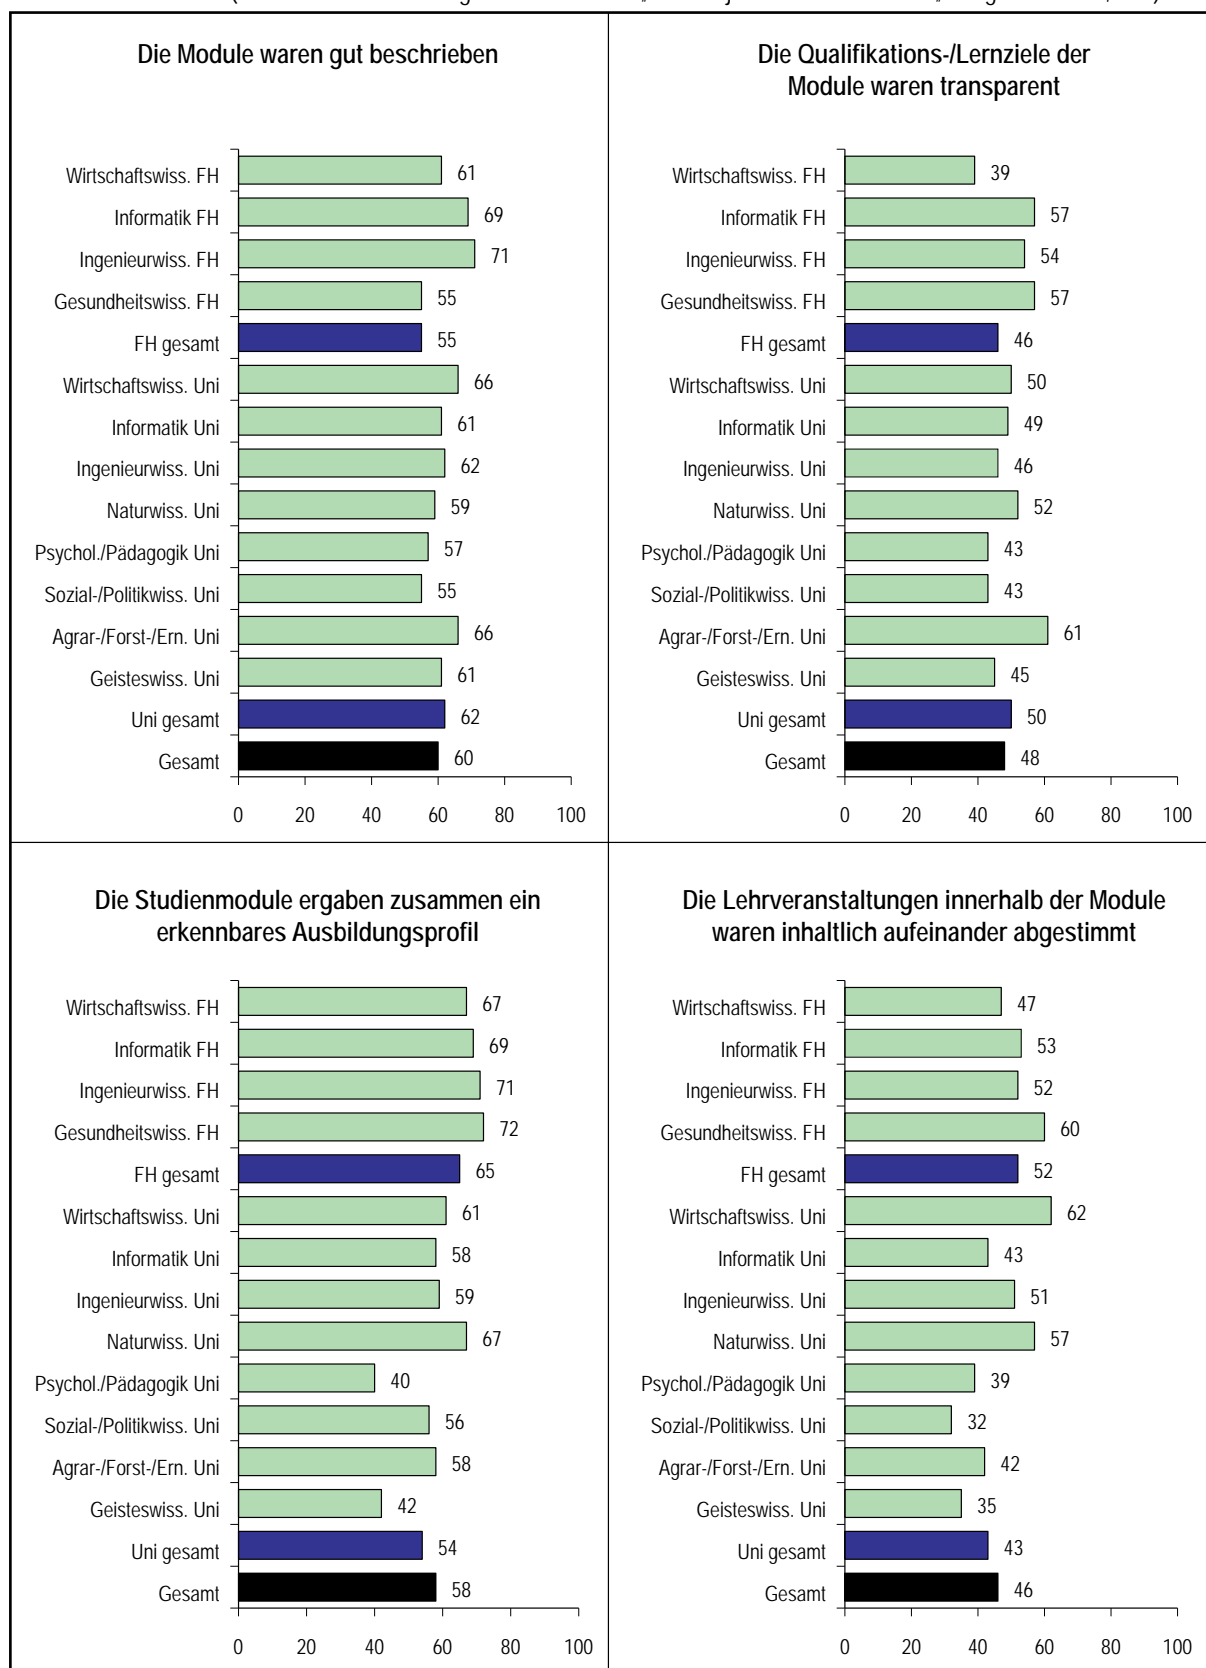 Die Module waren gut beschrieben
Wirtschaftswiss. FH 61
Informatik FH 69
Ingenieurwiss. FH 71
Gesundheitswiss. FH 55
FH gesamt 55
Wirtschaftswiss. Uni 66
Informatik Uni 61
Ingenieurwiss. Uni 62
Naturwiss. Uni 59
Psychol./Pädagogik Uni 57
Sozial-/Politikwiss. Uni 55
Agrar-/Forst-/Ern. Uni 66
Geisteswiss. Uni 61
Uni gesamt 62
Gesamt 60
0 20 40 60 80 100
Die Qualifikations-/Lernziele der
Module waren transparent
Wirtschaftswiss. FH 39
Informatik FH 57
Ingenieurwiss. FH 54
Gesundheitswiss. FH 57
FH gesamt 46
Wirtschaftswiss. Uni 50
Informatik Uni 49
Ingenieurwiss. Uni 46
Naturwiss. Uni 52
Psychol./Pädagogik Uni 43
Sozial-/Politikwiss. Uni 43
Agrar-/Forst-/Ern. Uni 61
Geisteswiss. Uni 45
Uni gesamt 50
Gesamt 48
0 20 40 60 80 100
Die Studienmodule ergaben zusammen ein
erkennbares Ausbildungsprofil
Wirtschaftswiss. FH 67
Informatik FH 69
Ingenieurwiss. FH 71
Gesundheitswiss. FH 72
FH gesamt 65
Wirtschaftswiss. Uni 61
Informatik Uni 58
Ingenieurwiss. Uni 59
Naturwiss. Uni 67
Psychol./Pädagogik Uni 40
Sozial-/Politikwiss. Uni 56
Agrar-/Forst-/Ern. Uni 58
Geisteswiss. Uni 42
Uni gesamt 54
Gesamt 58
0 20 40 60 80 100
Die Lehrveranstaltungen innerhalb der Module
waren inhaltlich aufeinander abgestimmt
Wirtschaftswiss. FH 47
Informatik FH 53
Ingenieurwiss. FH 52
Gesundheitswiss. FH 60
FH gesamt 52
Wirtschaftswiss. Uni 62
Informatik Uni 43
Ingenieurwiss. Uni 51
Naturwiss. Uni 57
Psychol./Pädagogik Uni 39
Sozial-/Politikwiss. Uni 32
Agrar-/Forst-/Ern. Uni 42
Geisteswiss. Uni 35
Uni gesamt 43
Gesamt 46
0 20 40 60 80 100